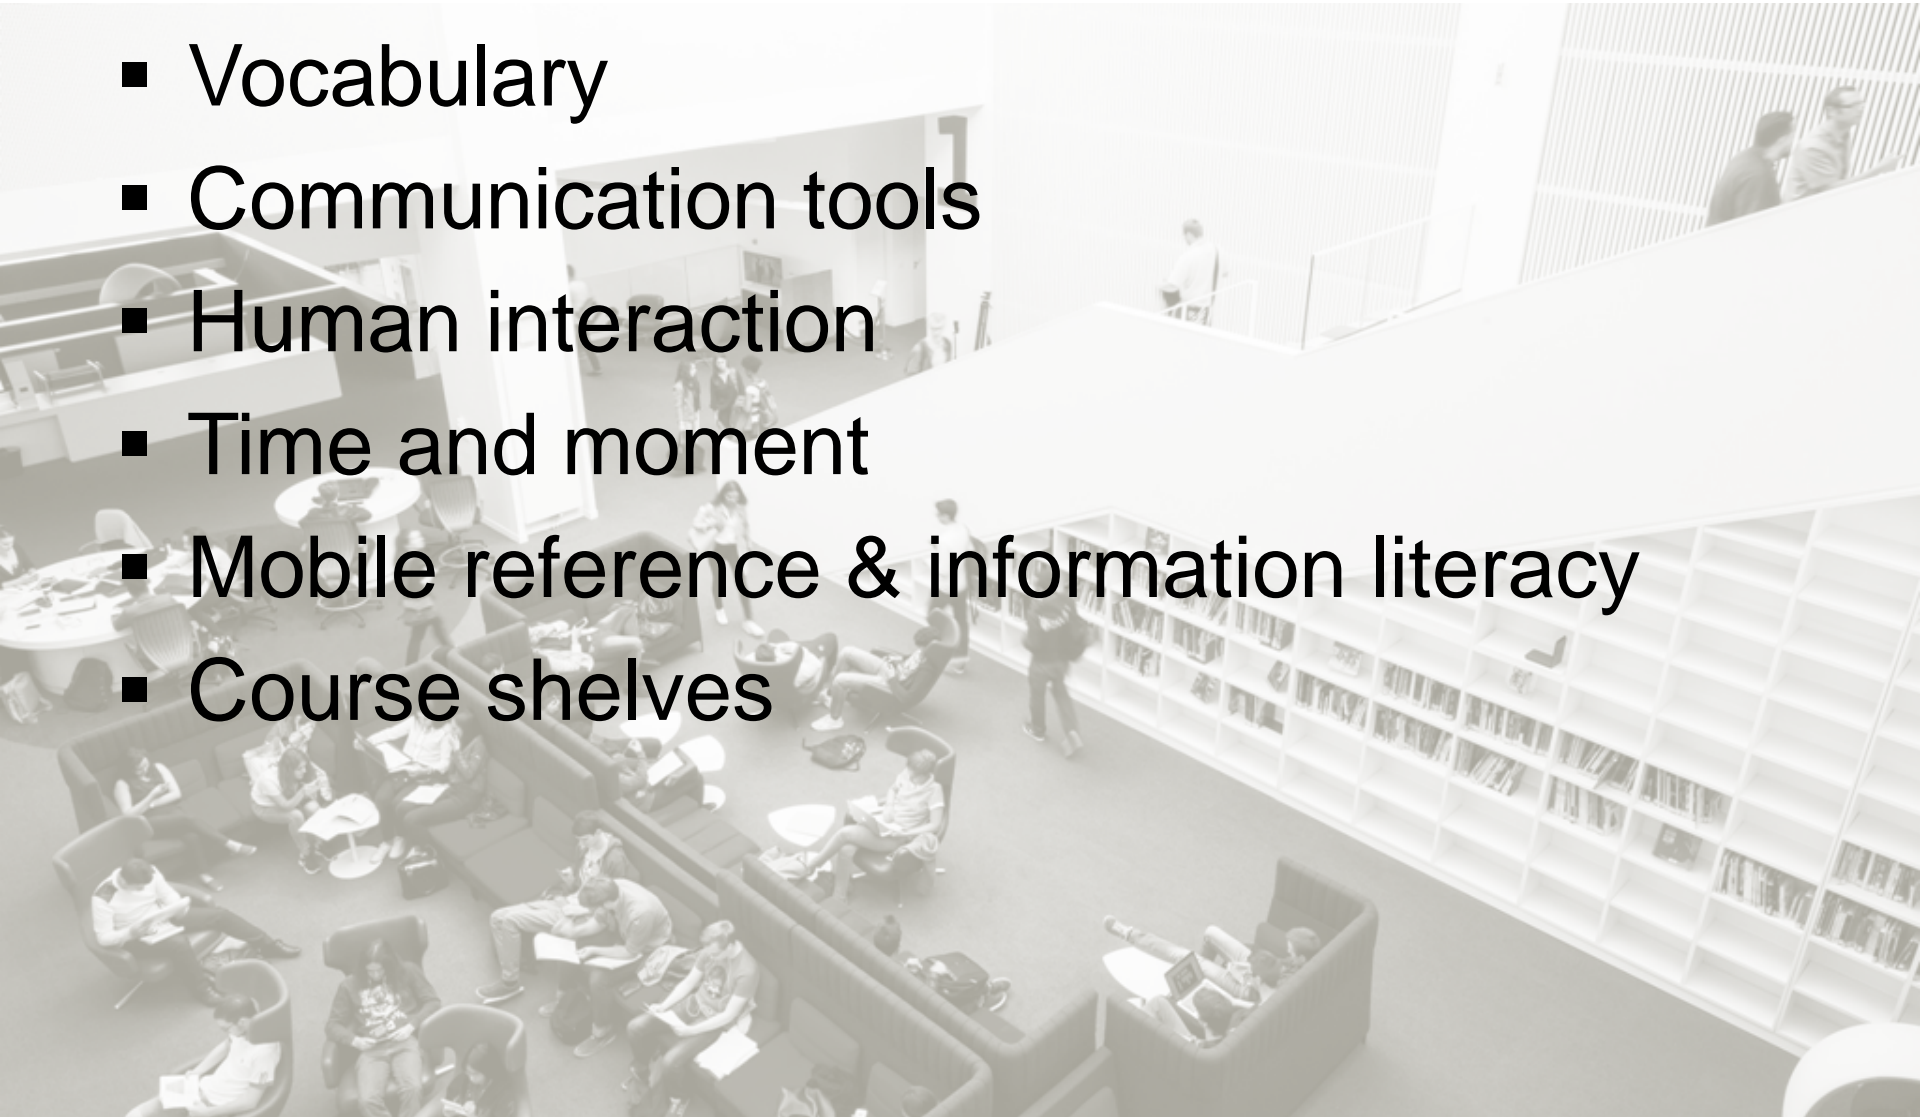 ▪ Vocabulary
▪ Communication tools
▪ Human interaction
▪ Time and moment
▪ Mobile reference & information literacy
▪ Course shelves